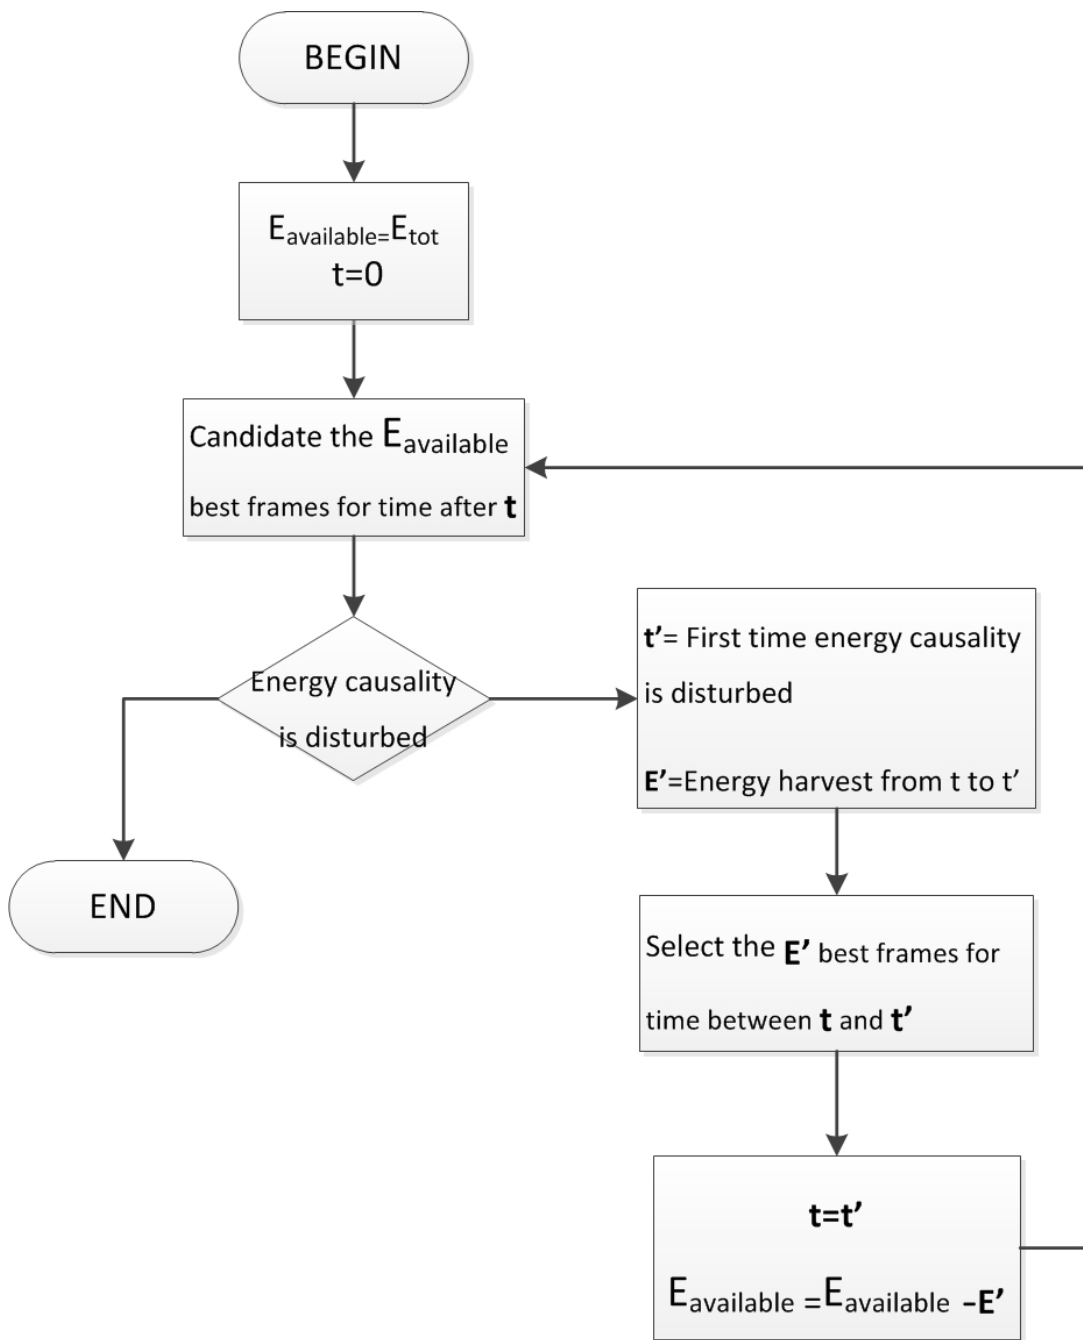 BEGIN
Eavailable=Etot
t=0
Candidate the Eavailable
best frames for time after t
Energy causality
is disturbed
t’= First time energy causality
is disturbed
E’=Energy harvest from t to t’
END
Select the E’ best frames for
time between t and t’
t=t’
Eavailable =Eavailable -E’